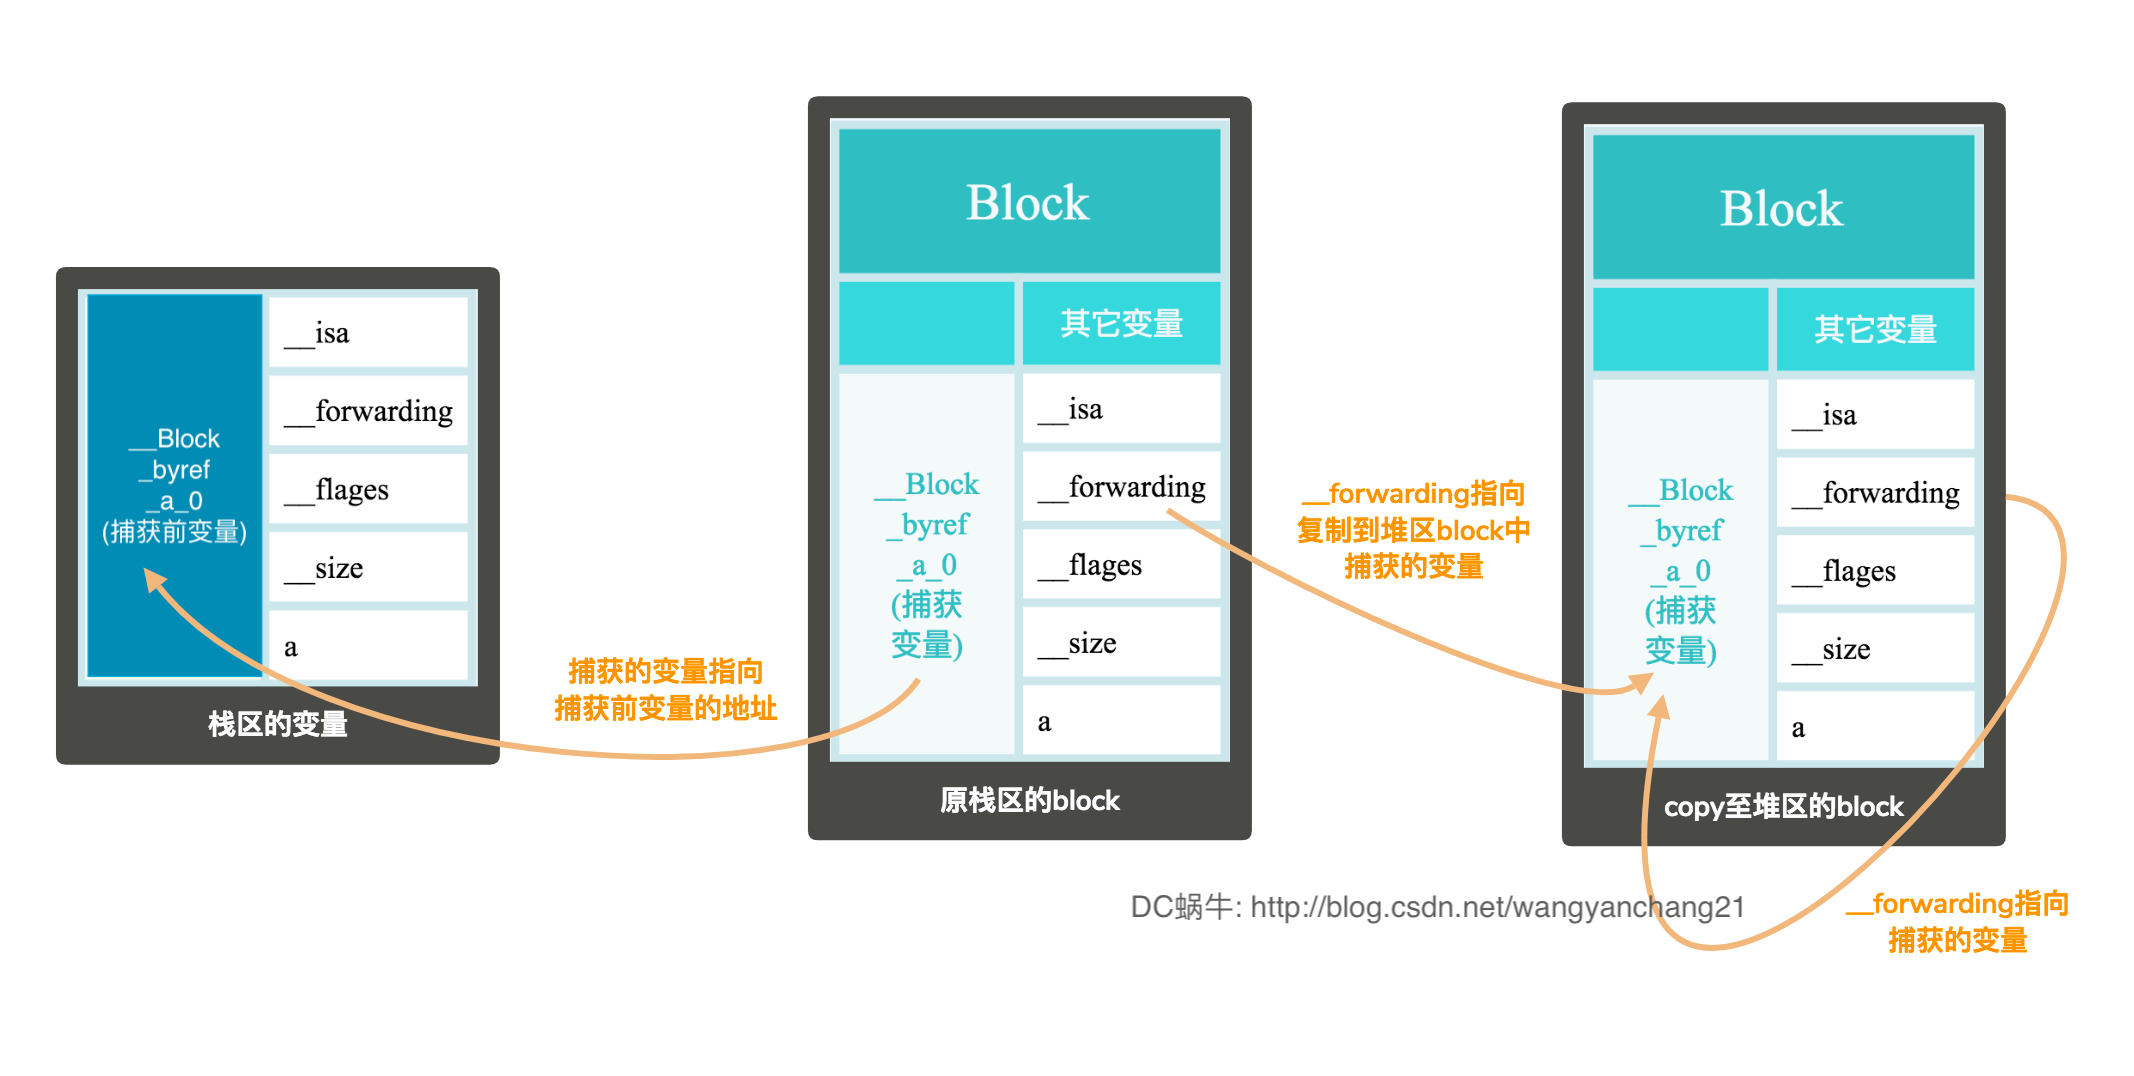 __isa
__forwarding
__flages
__size
a
__Block
_byref
_a_0
(捕获前变量)
栈区的变量
捕获的变量指向
捕获前变量的地址
Block
其它变量
__isa
__forwarding
__flages
__size
a
__Block
_byref
_a_0
(捕获
变量)
原栈区的block
__forwarding指向
复制到堆区block中
捕获的变量
Block
其它变量
__isa
__forwarding
__flages
__size
a
__Block
_byref
_a_0
(捕获
变量)
copy至堆区的block
DC蜗牛: http://blog.csdn.net/wangyanchang21
__forwarding指向
捕获的变量